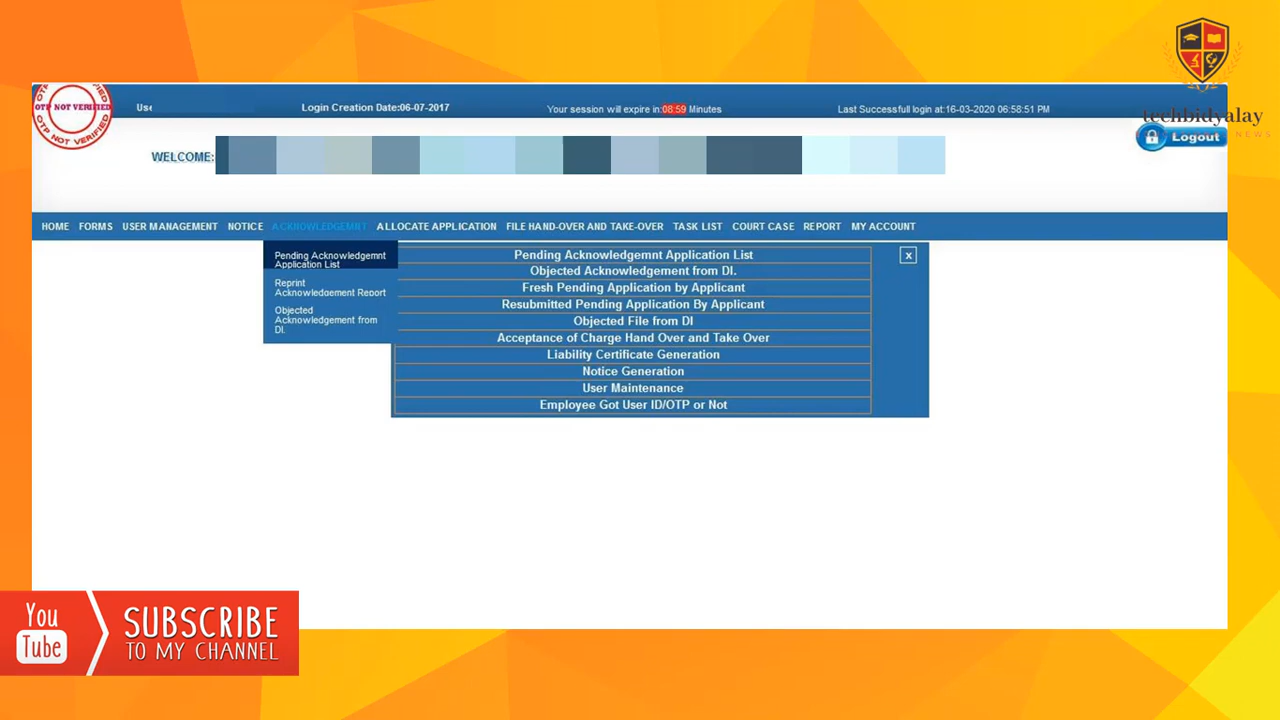 OTP NOT VERIFIED
OTP NOT VERIFIED
Login Creation Date:06-07-2017
Your session will expire in:08:59 Minutes
Last Successfull login at:16-03-2020 06:58:51 PM
techbidyalay
NEWS
Logout
WELCOME:
HOME FORMS USER MANAGEMENT NOTICE ACKNOWLEDGEMNT ALLOCATE APPLICATION FILE HAND-OVER AND TAKE-OVER TASK LIST COURT CASE REPORT MY ACCOUNT
Pending Acknowledgemnt
Application List
Reprint
Acknowledgement Report
Objected
Acknowledgement from
DI.
Pending Acknowledgemnt Application List
x
Objected Acknowledgement from DI.
Fresh Pending Application by Applicant
Resubmitted Pending Application By Applicant
Objected File from DI
Acceptance of Charge Hand Over and Take Over
Liability Certificate Generation
Notice Generation
User Maintenance
Employee Got User ID/OTP or Not
You
Tube
SUBSCRIBE
TO MY CHANNEL